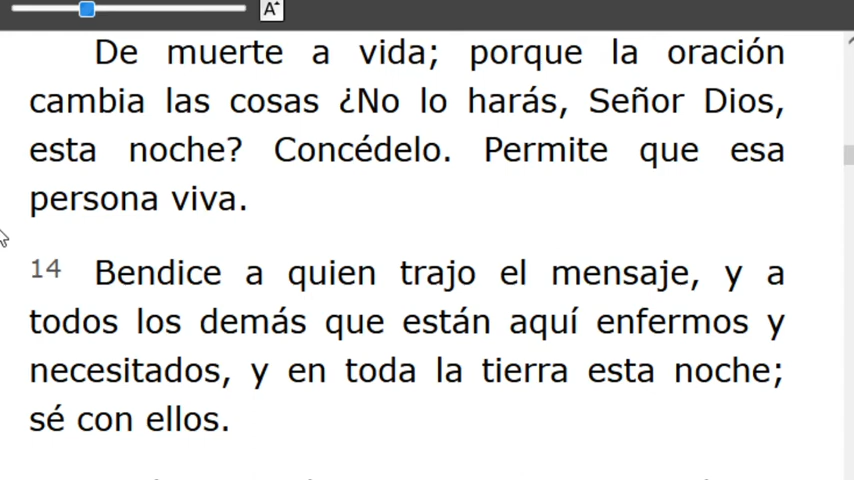 A
De muerte a vida; porque la oración
cambia las cosas ¿No lo harás, Señor Dios,
esta noche? Concédelo. Permite que esa
persona viva.
14 Bendice a quien trajo el mensaje, y a
todos los demás que están aquí enfermos y
necesitados, y en toda la tierra esta noche;
sé con ellos.